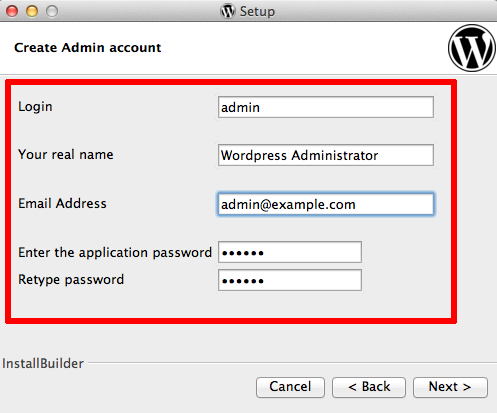 Setup
Create Admin account
Login admin
Your real name Wordpress Administrator
Email Address admin@example.com
Enter the application password ••••••
Retype password ••••••
InstallBuilder
Cancel < Back Next >